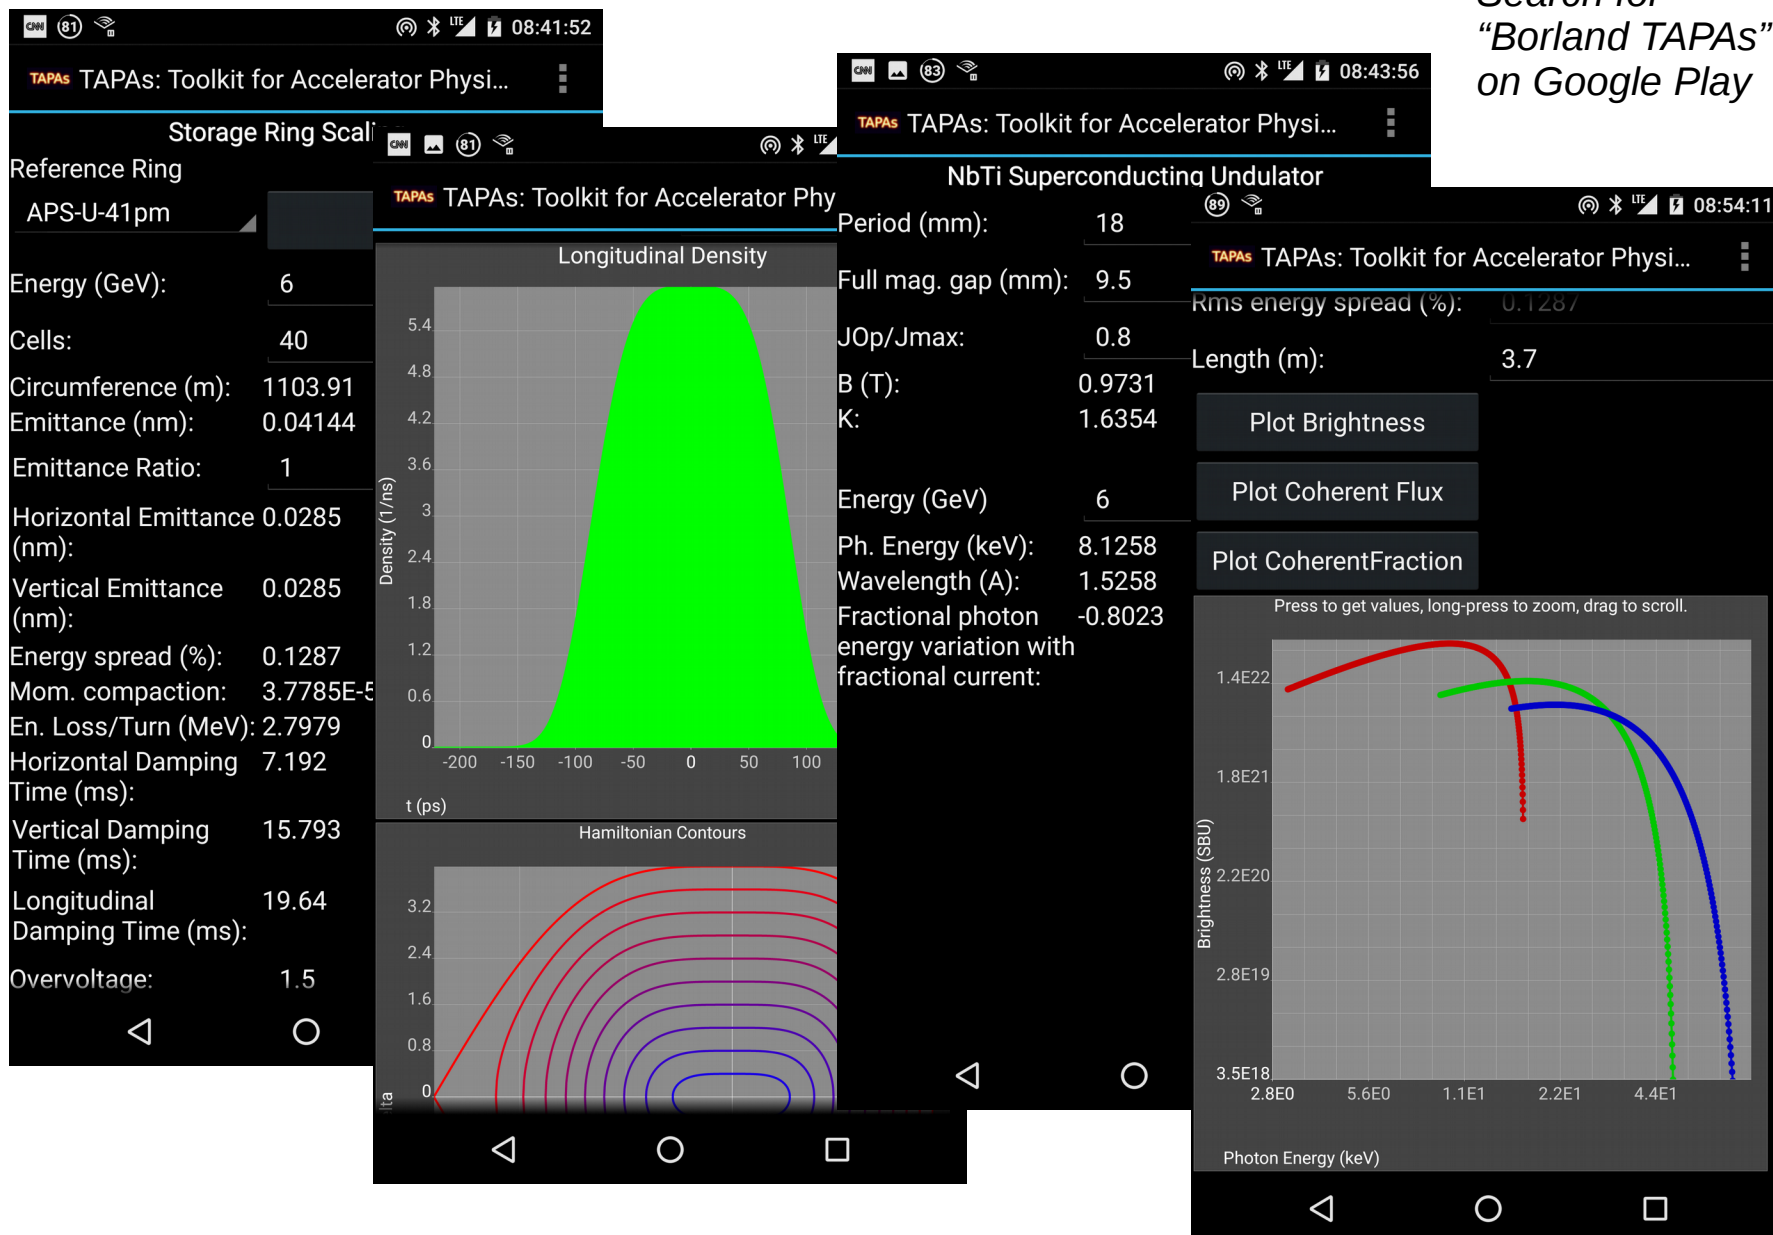 Search for
“Borland TAPAs”
on Google Play
CNN 81 LTE 08:41:52
TAPAs TAPAs: Toolkit for Accelerator Physi...
Storage Ring Scali
Reference Ring
APS-U-41pm
Energy (GeV): 6
Cells: 40
Circumference (m): 1103.91
Emittance (nm): 0.04144
Emittance Ratio: 1
Horizontal Emittance 0.0285
(nm):
Vertical Emittance 0.0285
(nm):
Energy spread (%): 0.1287
Mom. compaction: 3.7785E-5
En. Loss/Turn (MeV): 2.7979
Horizontal Damping 7.192
Time (ms):
Vertical Damping 15.793
Time (ms):
Longitudinal 19.64
Damping Time (ms):
Overvoltage: 1.5
CNN 81 LTE
TAPAs TAPAs: Toolkit for Accelerator Phy
Longitudinal Density
5.4
4.8
4.2
3.6
3
2.4
1.8
1.2
0.6
0
Density (1/ns)
-200 -150 -100 -50 0 50 100
t (ps)
Hamiltonian Contours
3.2
2.4
1.6
0.8
0
lta
CNN 83 LTE 08:43:56
TAPAs TAPAs: Toolkit for Accelerator Physi...
NbTi Superconducting Undulator
Period (mm): 18
Full mag. gap (mm): 9.5
JOp/Jmax: 0.8
B (T): 0.9731
K: 1.6354
Energy (GeV) 6
Ph. Energy (keV): 8.1258
Wavelength (A): 1.5258
Fractional photon -0.8023
energy variation with
fractional current:
89 LTE 08:54:11
TAPAs TAPAs: Toolkit for Accelerator Physi...
Rms energy spread (%): 0.1287
Length (m): 3.7
Plot Brightness
Plot Coherent Flux
Plot CoherentFraction
Press to get values, long-press to zoom, drag to scroll.
1.4E22
1.8E21
2.2E20
2.8E19
3.5E18
Brightness (SBU)
2.8E0 5.6E0 1.1E1 2.2E1 4.4E1
Photon Energy (keV)